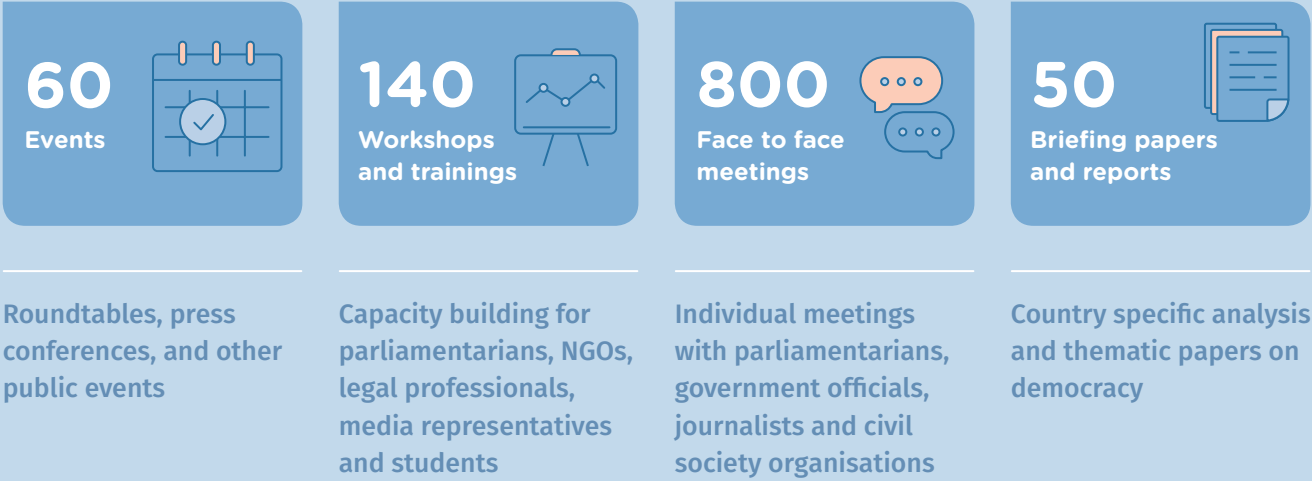 60
Events
140
Workshops
and trainings
800
Face to face
meetings
50
Briefing papers
and reports
Roundtables, press
conferences, and other
public events
Capacity building for
parliamentarians, NGOs,
legal professionals,
media representatives
and students
Individual meetings
with parliamentarians,
government officials,
journalists and civil
society organisations
Country specific analysis
and thematic papers on
democracy